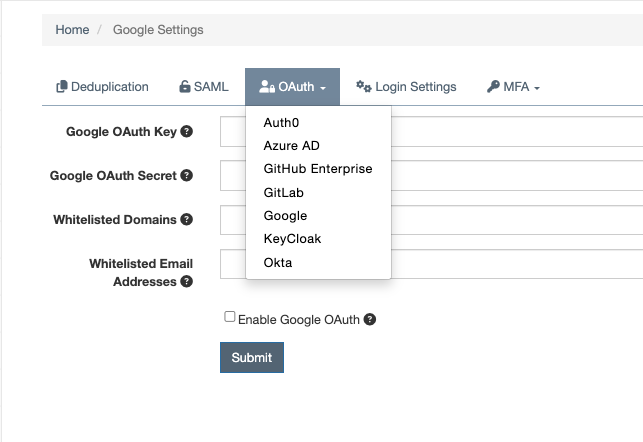 Home / Google Settings
Deduplication SAML OAuth Login Settings MFA
Google OAuth Key ?
Google OAuth Secret ?
Whitelisted Domains ?
Whitelisted Email
Addresses ?
Auth0
Azure AD
GitHub Enterprise
GitLab
Google
KeyCloak
Okta
Enable Google OAuth ?
Submit